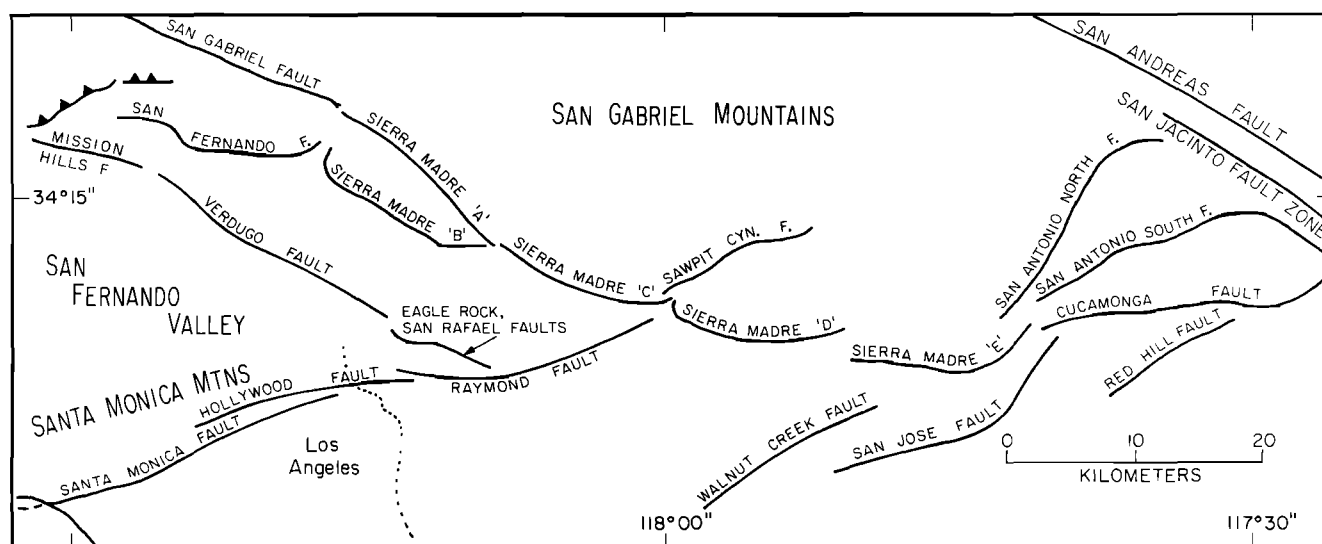 SAN GABRIEL FAULT
SAN ANDREAS FAULT
SAN FERNANDO F.
SIERRA MADRE 'A'
SAN GABRIEL MOUNTAINS
SAN JACINTO FAULT ZONE
MISSION
HILLS F
34°15"
SIERRA MADRE 'B'
SAN ANTONIO NORTH F.
VERDUGO FAULT
SAWPIT CYN. F.
SAN ANTONIO SOUTH F.
SAN
FERNANDO
VALLEY
SIERRA MADRE 'C'
CUCAMONGA FAULT
EAGLE ROCK,
SAN RAFAEL FAULTS
SIERRA MADRE 'D'
SIERRA MADRE 'E'
RED HILL FAULT
SANTA MONICA MTNS
HOLLYWOOD FAULT
RAYMOND FAULT
SANTA MONICA FAULT
Los
Angeles
WALNUT CREEK FAULT
SAN JOSE FAULT
0 10 20
KILOMETERS
118°00"
117°30"